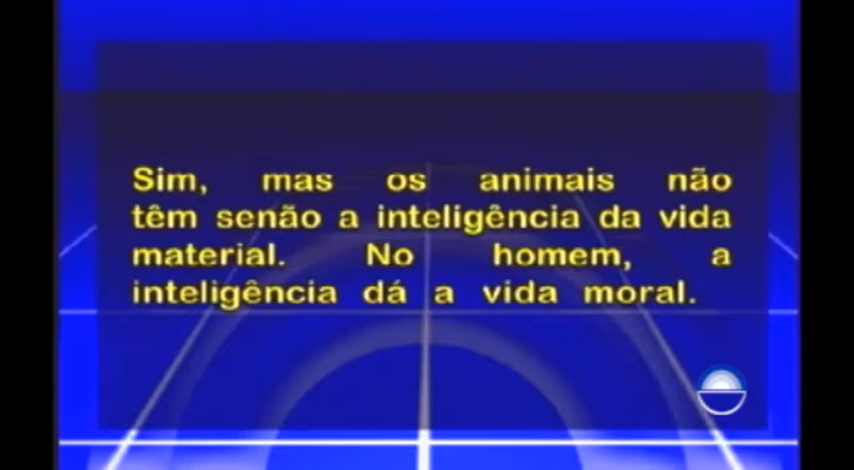 Sim, mas os animais não
têm senão a inteligência da vida
material. No homem, a
inteligência dá a vida moral.